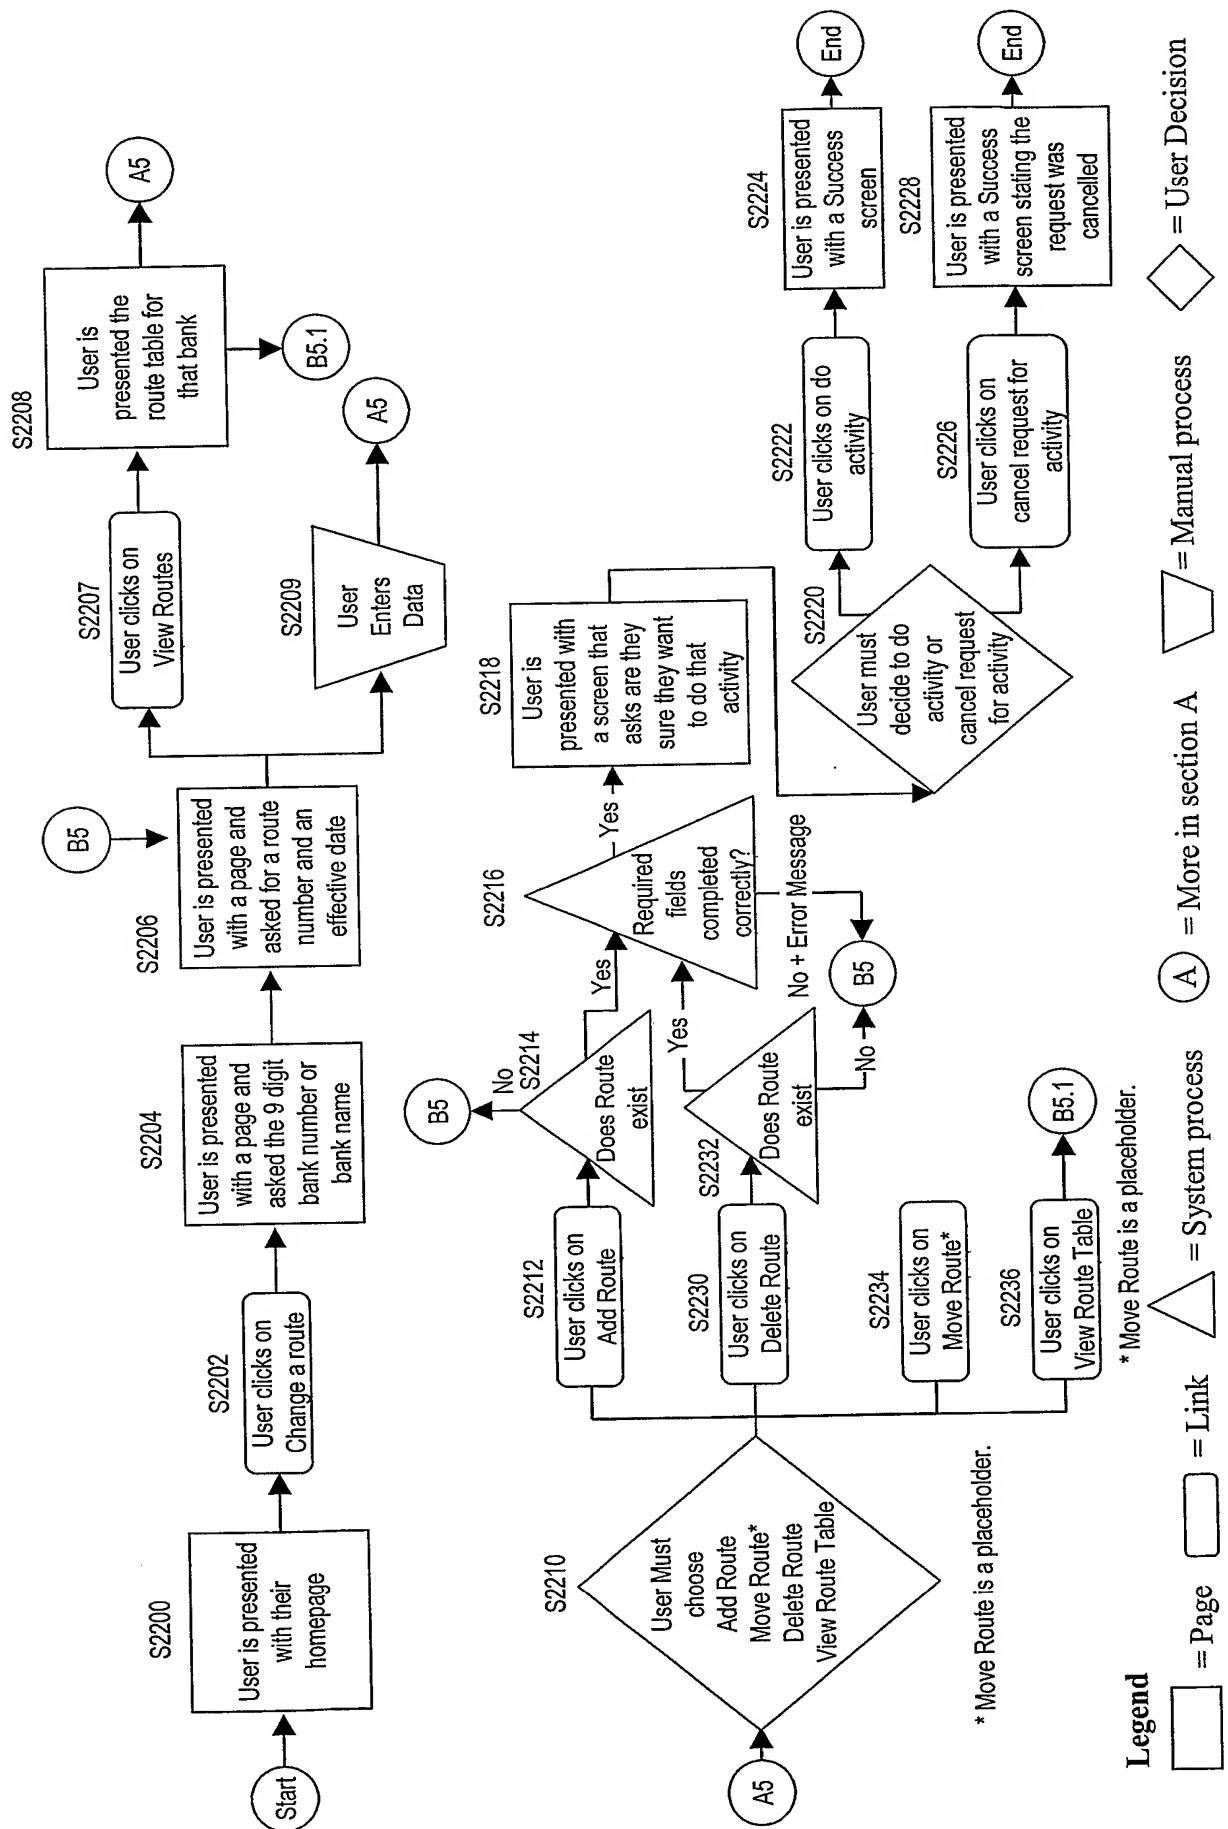 Start
S2200
User is presented
with their
homepage
S2202
User clicks on
Change a route
S2204
User is presented
with a page and
asked the 9 digit
bank number or
bank name
B5
S2206
User is presented
with a page and
asked for a route
number and an
effective date
S2207
User clicks on
View Routes
S2208
User is
presented the
route table for
that bank
A5
B5.1
S2209
User
Enters
Data
A5
A5
S2210
User Must
choose
Add Route
Move Route*
Delete Route
View Route Table
* Move Route is a placeholder.
S2212
User clicks on
Add Route
B5
No
S2214
Does Route
exist
Yes
S2230
User clicks on
Delete Route
S2232
Does Route
exist
Yes
No
S2216
Required
fields
completed
correctly?
Yes
No + Error Message
B5
S2218
User is
presented with
a screen that
asks are they
sure they want
to do that
activity
S2220
User must
decide to do
activity or
cancel request
for activity
S2222
User clicks on do
activity
S2224
User is presented
with a Success
screen
End
S2226
User clicks on
cancel request for
activity
S2228
User is presented
with a Success
screen stating the
request was
cancelled
End
S2234
User clicks on
Move Route*
S2236
User clicks on
View Route Table
B5.1
* Move Route is a placeholder.
Legend
= Page
= Link
= System process
A
= More in section A
= Manual process
= User Decision